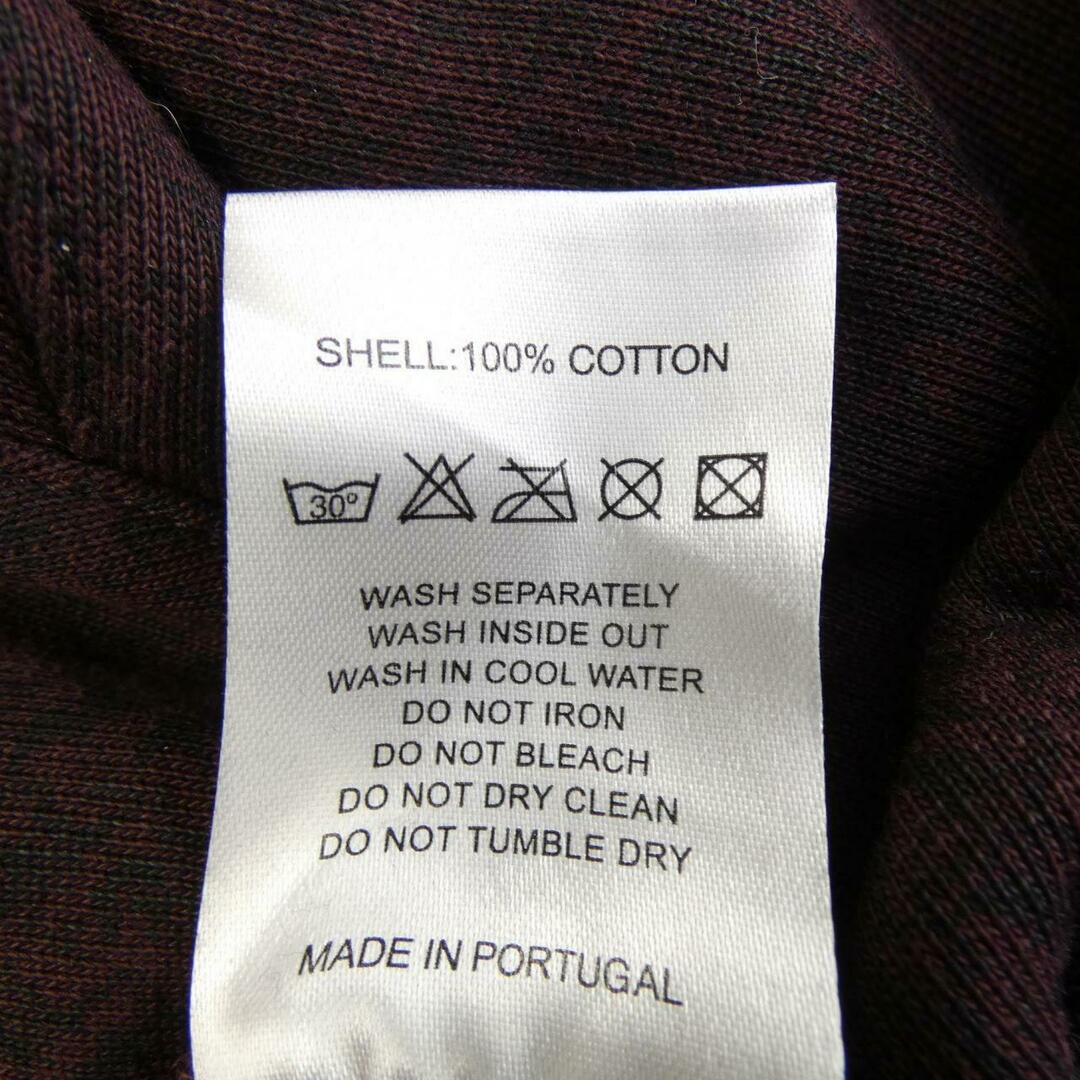 SHELL:100% COTTON
30°
WASH SEPARATELY
WASH INSIDE OUT
WASH IN COOL WATER
DO NOT IRON
DO NOT BLEACH
DO NOT DRY CLEAN
DO NOT TUMBLE DRY
MADE IN PORTUGAL